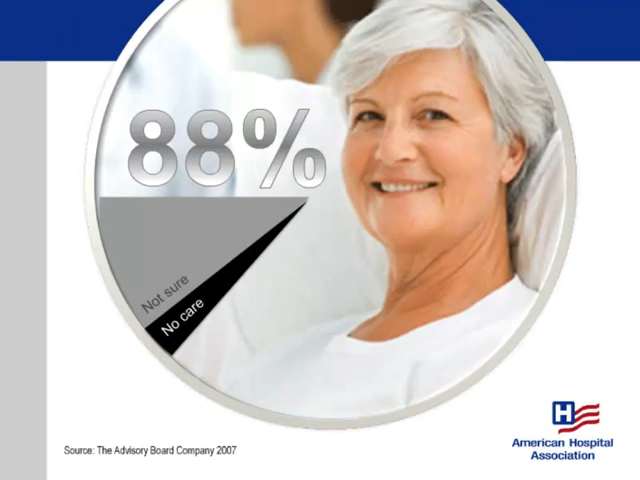 88%
Not sure
No care
Source: The Advisory Board Company 2007
H
American Hospital
Association